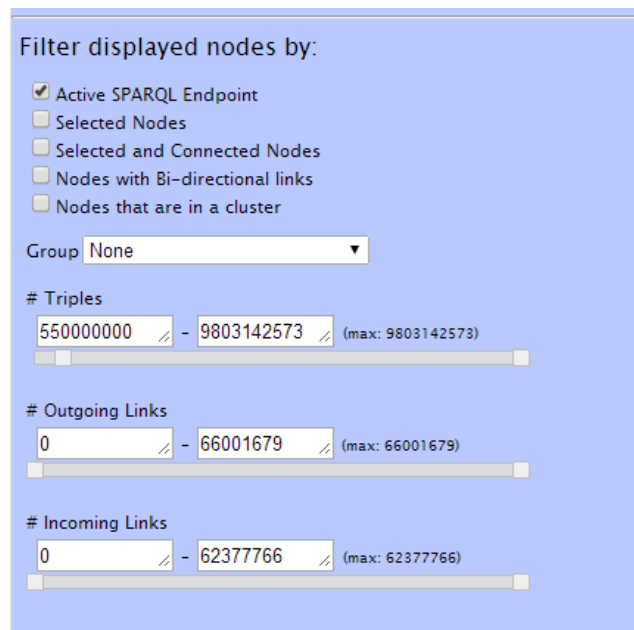 Filter displayed nodes by:
Active SPARQL Endpoint
Selected Nodes
Selected and Connected Nodes
Nodes with Bi-directional links
Nodes that are in a cluster
Group None
# Triples
550000000 - 9803142573 (max: 9803142573)
# Outgoing Links
0 - 66001679 (max: 66001679)
# Incoming Links
0 - 62377766 (max: 62377766)